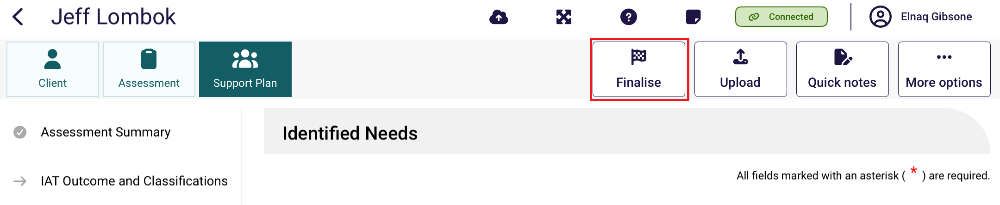 Jeff Lombok
Connected
Elnaq Gibsone
Client
Assessment
Support Plan
Finalise
Upload
Quick notes
More options
Assessment Summary
IAT Outcome and Classifications
Identified Needs
All fields marked with an asterisk ( * ) are required.